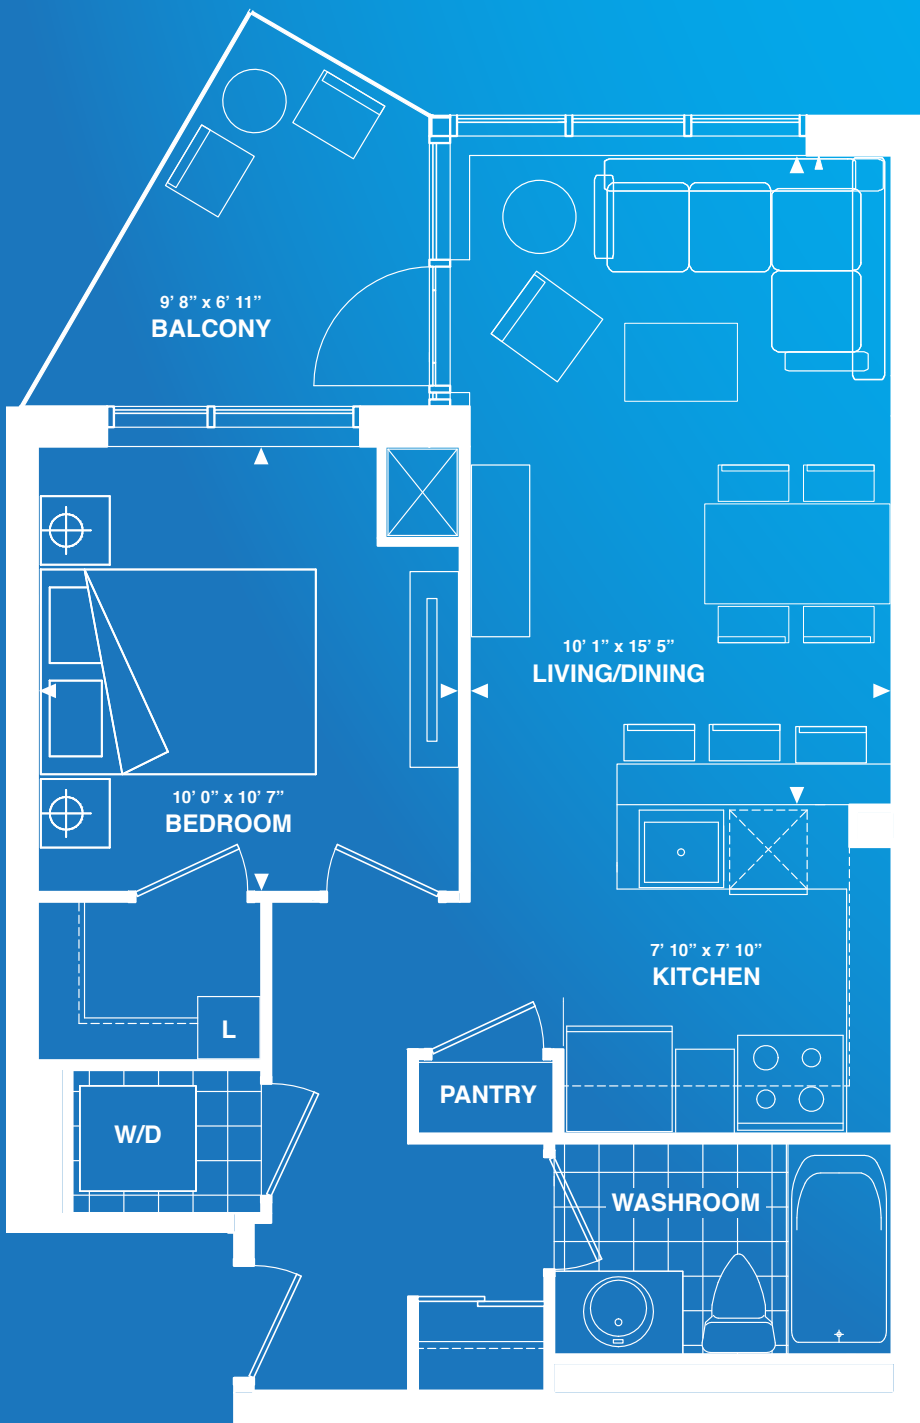 9’ 8” x 6’ 11”
BALCONY
10’ 1” x 15’ 5”
LIVING/DINING
10’ 0” x 10’ 7”
BEDROOM
7’ 10” x 7’ 10”
KITCHEN
L
PANTRY
W/D
WASHROOM